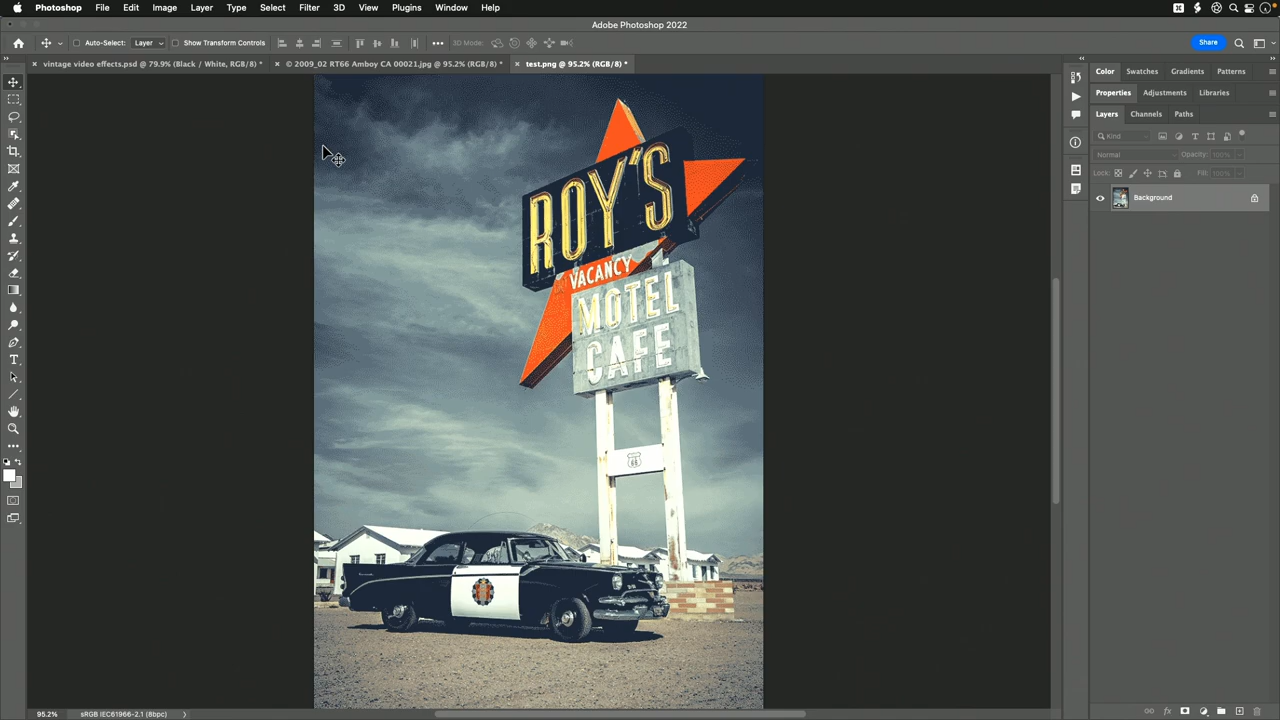 Photoshop File Edit Image Layer Type Select Filter 3D View Plugins Window Help
Adobe Photoshop 2022
Auto-Select: Layer Show Transform Controls ••• 3D Mode: Share
vintage video effects.psd @ 79.9% (Black / White, RGB/8) * © 2009_02 RT66 Amboy CA 00021.jpg @ 95.2% (RGB/8) * test.png @ 95.2% (RGB/8) *
Color Swatches Gradients Patterns
Properties Adjustments Libraries
Layers Channels Paths
Kind
Normal Opacity: 100%
Lock: Fill: 100%
Background
ROY'S
VACANCY
MOTEL
CAFE
66
95.2% sRGB IEC61966-2.1 (8bpc)